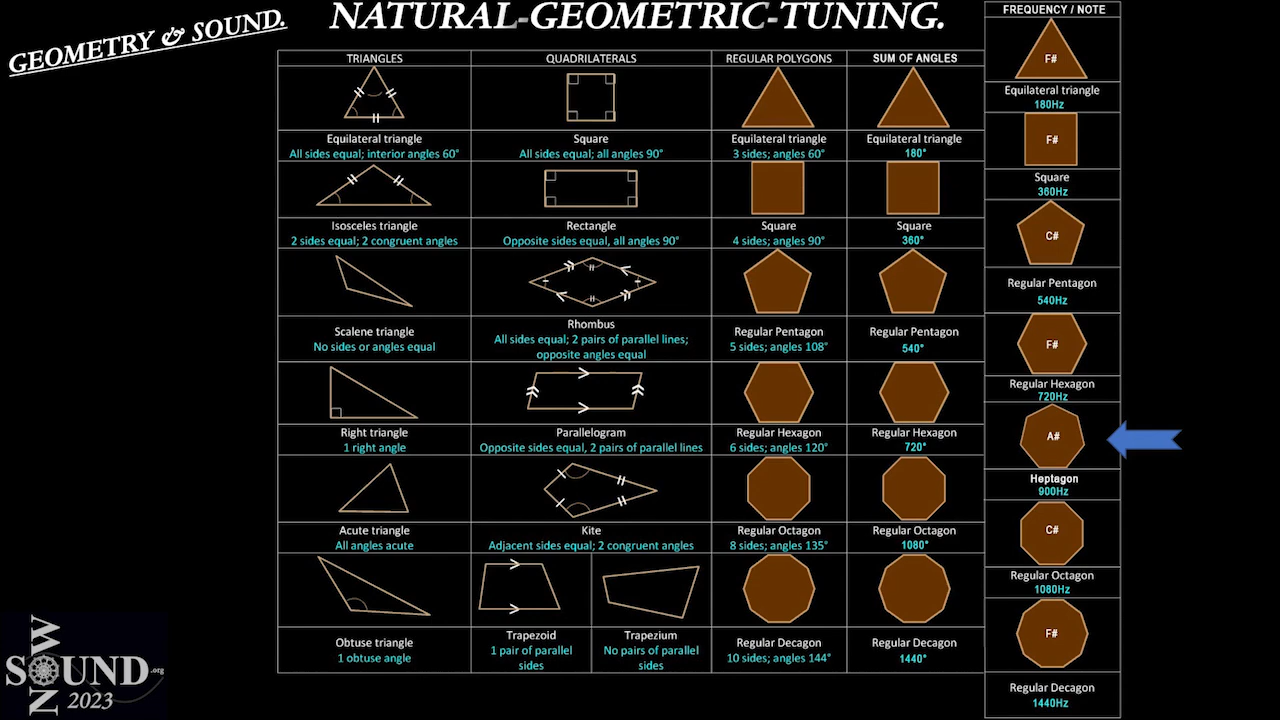 GEOMETRY & SOUND.
NATURAL-GEOMETRIC-TUNING.
TRIANGLES
QUADRILATERALS
REGULAR POLYGONS
SUM OF ANGLES
FREQUENCY / NOTE
F#
Equilateral triangle
180Hz
Equilateral triangle
All sides equal; interior angles 60°
Square
All sides equal; all angles 90°
Equilateral triangle
3 sides; angles 60°
Equilateral triangle
180°
F#
Square
360Hz
Isosceles triangle
2 sides equal; 2 congruent angles
Rectangle
Opposite sides equal, all angles 90°
Square
4 sides; angles 90°
Square
360°
C#
Regular Pentagon
540Hz
Scalene triangle
No sides or angles equal
Rhombus
All sides equal; 2 pairs of parallel lines;
opposite angles equal
Regular Pentagon
5 sides; angles 108°
Regular Pentagon
540°
F#
Regular Hexagon
720Hz
Right triangle
1 right angle
Parallelogram
Opposite sides equal, 2 pairs of parallel lines
Regular Hexagon
6 sides; angles 120°
Regular Hexagon
720°
A#
Heptagon
900Hz
Acute triangle
All angles acute
Kite
Adjacent sides equal; 2 congruent angles
Regular Octagon
8 sides; angles 135°
Regular Octagon
1080°
C#
Regular Octagon
1080Hz
Obtuse triangle
1 obtuse angle
Trapezoid
1 pair of parallel
sides
Trapezium
No pairs of parallel
sides
Regular Decagon
10 sides; angles 144°
Regular Decagon
1440°
F#
Regular Decagon
1440Hz
W
SOUND.org
N
2023